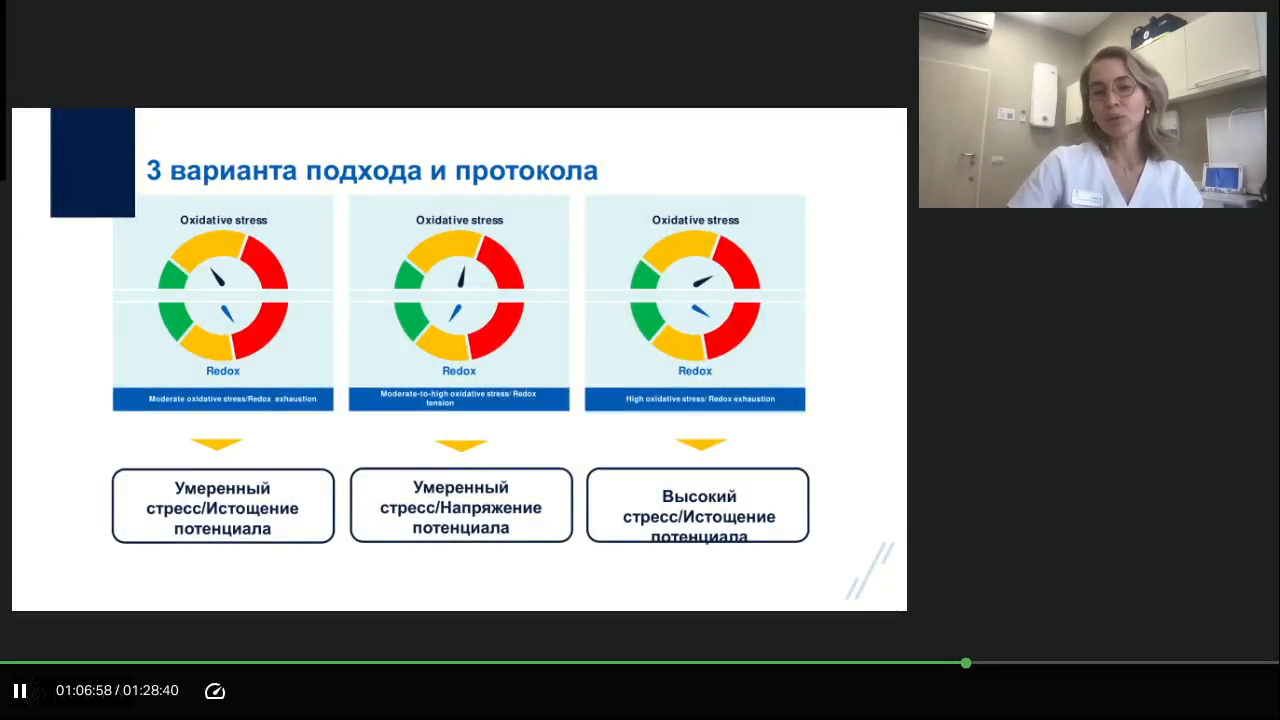 3 варианта подхода и протокола
Oxidative stress
Redox
Moderate oxidative stress/Redox exhaustion
Oxidative stress
Redox
Moderate-to-high oxidative stress/ Redox
tension
Oxidative stress
Redox
High oxidative stress/ Redox exhaustion
Умеренный
стресс/Истощение
потенциала
Умеренный
стресс/Напряжение
потенциала
Высокий
стресс/Истощение
потенциала
01:06:58 / 01:28:40